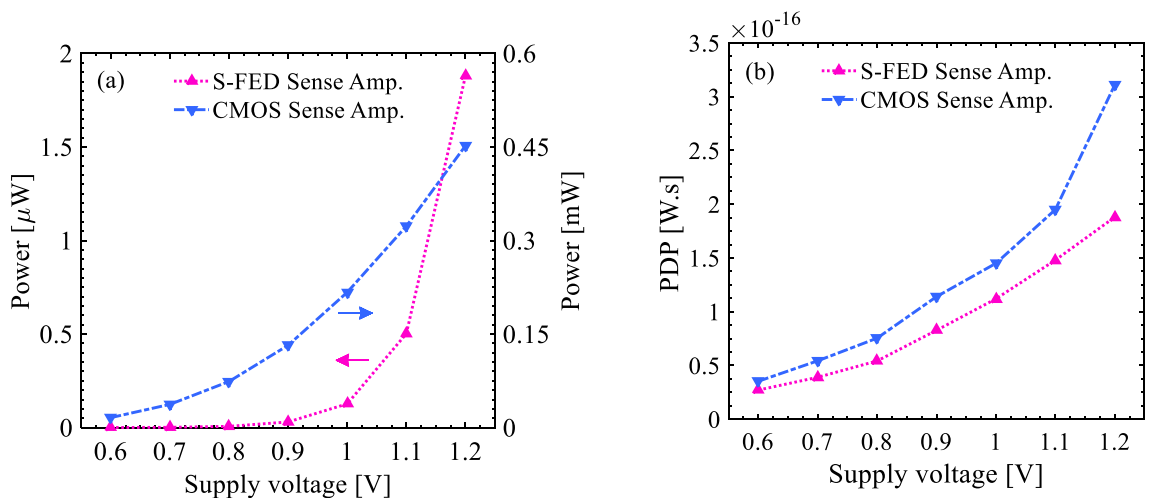 (a)
S-FED Sense Amp.
CMOS Sense Amp.
Power [μW]
2
1.5
1
0.5
0
0.6
0.45
0.3
0.15
0
Power [mW]
0.6 0.7 0.8 0.9 1 1.1 1.2
Supply voltage [V]
×10-16
(b)
S-FED Sense Amp.
CMOS Sense Amp.
PDP [W.s]
3.5
3
2.5
2
1.5
1
0.5
0
0.6 0.7 0.8 0.9 1 1.1 1.2
Supply voltage [V]